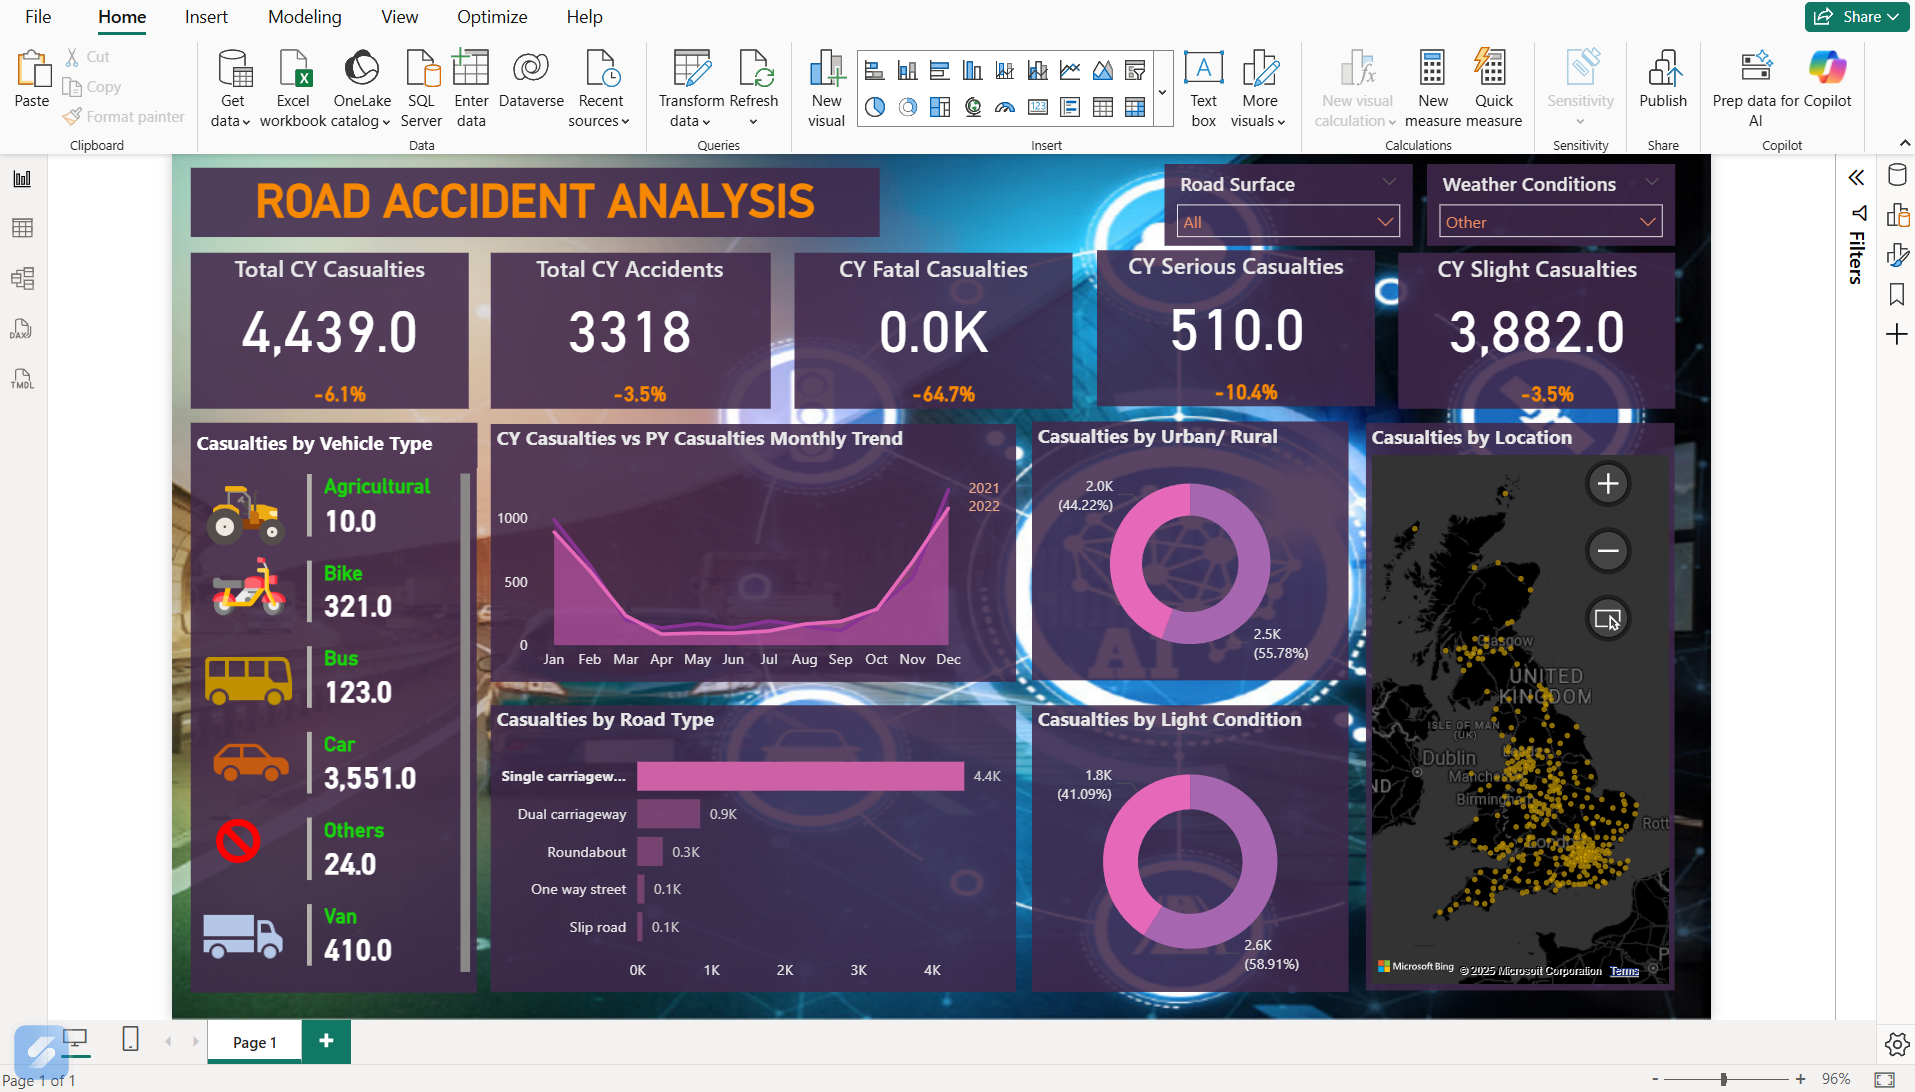 File Home Insert Modeling View Optimize Help Share
Paste
Cut
Copy
Format painter
Clipboard
Get data
Excel workbook
OneLake catalog
SQL Server
Enter data
Dataverse
Recent sources
Data
Transform data
Refresh
Queries
New visual
Text box
More visuals
Insert
New visual calculation
New measure
Quick measure
Calculations
Sensitivity
Sensitivity
Publish
Share
Prep data for AI
Copilot
Copilot
DAX
TMDL
Filters
ROAD ACCIDENT ANALYSIS
Road Surface
All
Weather Conditions
Other
Total CY Casualties
4,439.0
-6.1%
Total CY Accidents
3318
-3.5%
CY Fatal Casualties
0.0K
-64.7%
CY Serious Casualties
510.0
-10.4%
CY Slight Casualties
3,882.0
-3.5%
Casualties by Vehicle Type
Agricultural
10.0
Bike
321.0
Bus
123.0
Car
3,551.0
Others
24.0
Van
410.0
CY Casualties vs PY Casualties Monthly Trend
2021
2022
1000
500
0
Jan Feb Mar Apr May Jun Jul Aug Sep Oct Nov Dec
Casualties by Urban/ Rural
2.0K
(44.22%)
2.5K
(55.78%)
Casualties by Road Type
Single carriagew... 4.4K
Dual carriageway 0.9K
Roundabout 0.3K
One way street 0.1K
Slip road 0.1K
0K 1K 2K 3K 4K
Casualties by Light Condition
1.8K
(41.09%)
2.6K
(58.91%)
Casualties by Location
Glasgow
UNITED
KINGDOM
ISLE OF MAN
(UK)
Dublin
Manche
Birmingh
ND
Rott
P
Microsoft Bing © 2025 Microsoft Corporation Terms
Page 1
Page 1 of 1
96%